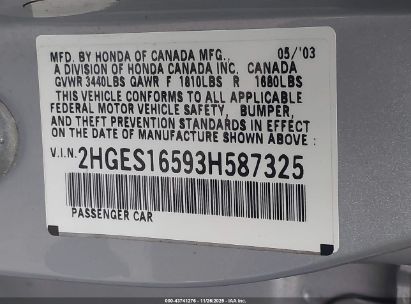 MFD. BY HONDA OF CANADA MFG., 05/'03
A DIVISION OF HONDA CANADA INC. CANADA
GVWR 3440LBS GAWR F 1810LBS R 1680LBS
THIS VEHICLE CONFORMS TO ALL APPLICABLE
FEDERAL MOTOR VEHICLE SAFETY, BUMPER,
AND THEFT PREVENTION STANDARDS IN EFFECT
ON THE DATE OF MANUFACTURE SHOWN ABOVE.
V.I.N. 2HGES16593H587325
PASSENGER CAR